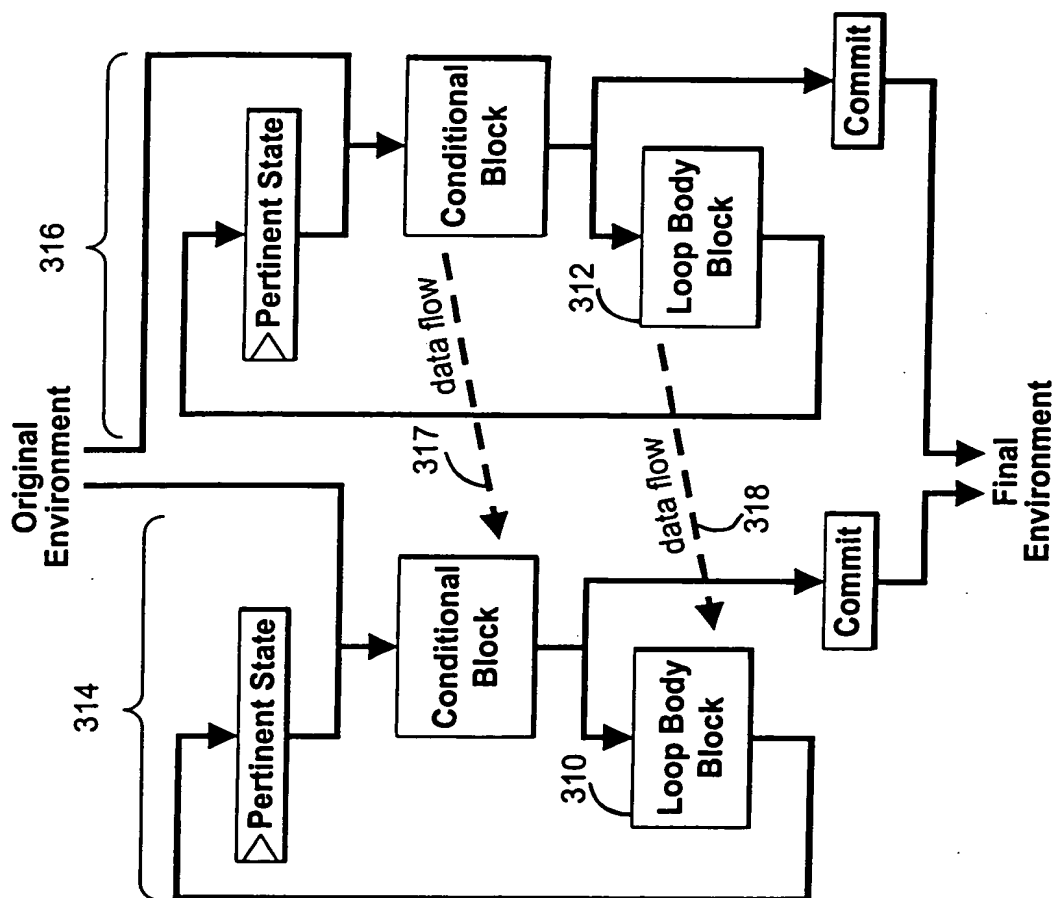 Original
Environment
314
316
Pertinent State
Pertinent State
Conditional
Block
Conditional
Block
data flow
317
310
Loop Body
Block
312
Loop Body
Block
data flow
318
Commit
Commit
Final
Environment